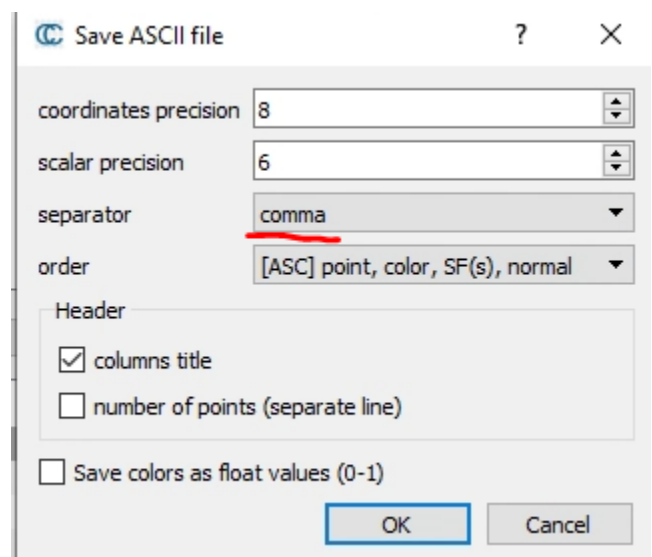 CC Save ASCII file ? ×
coordinates precision 8
scalar precision 6
separator comma
order [ASC] point, color, SF(s), normal
Header
columns title
number of points (separate line)
Save colors as float values (0-1)
OK Cancel